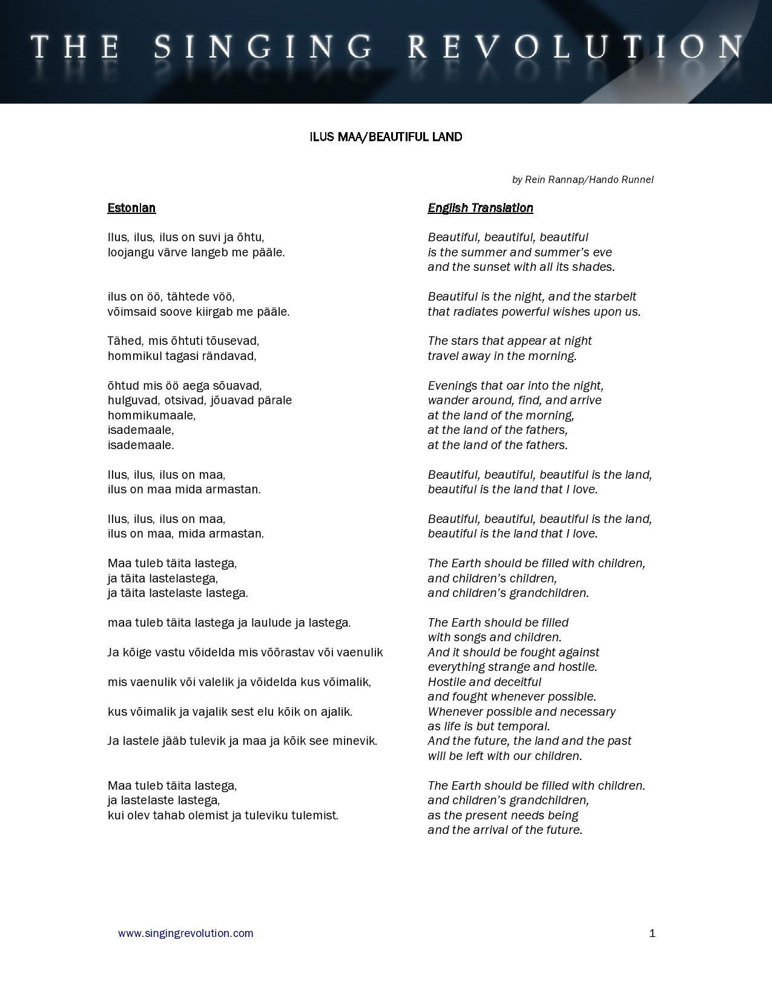 THE SINGING REVOLUTION
ILUS MAA/BEAUTIFUL LAND
by Rein Rannap/Hando Runnel
Estonian
Ilus, ilus, ilus on suvi ja õhtu,
loojangu värve langeb me pääle.
ilus on öö, tähtede vöö,
võimsaid soove kiirgab me pääle.
Tähed, mis õhtuti tõusevad,
hommikul tagasi rändavad,
õhtud mis öö aega sõuavad,
hulguvad, otsivad, jõuavad pärale
hommikumaale,
isademaale,
isademaale.
Ilus, ilus, ilus on maa,
ilus on maa mida armastan.
Ilus, ilus, ilus on maa,
ilus on maa, mida armastan.
Maa tuleb täita lastega,
ja täita lastelastega,
ja täita lastelaste lastega.
maa tuleb täita lastega ja laulude ja lastega.
Ja kõige vastu võidelda mis võõrastav või vaenulik
mis vaenulik või valelik ja võidelda kus võimalik,
kus võimalik ja vajalik sest elu kõik on ajalik.
Ja lastele jääb tulevik ja maa ja kõik see minevik.
Maa tuleb täita lastega,
ja lastelaste lastega,
kui olev tahab olemist ja tuleviku tulemist.
English Translation
Beautiful, beautiful, beautiful
is the summer and summer’s eve
and the sunset with all its shades.
Beautiful is the night, and the starbelt
that radiates powerful wishes upon us.
The stars that appear at night
travel away in the morning.
Evenings that oar into the night,
wander around, find, and arrive
at the land of the morning,
at the land of the fathers,
at the land of the fathers.
Beautiful, beautiful, beautiful is the land,
beautiful is the land that I love.
Beautiful, beautiful, beautiful is the land,
beautiful is the land that I love.
The Earth should be filled with children,
and children’s children,
and children’s grandchildren.
The Earth should be filled
with songs and children.
And it should be fought against
everything strange and hostile.
Hostile and deceitful
and fought whenever possible.
Whenever possible and necessary
as life is but temporal.
And the future, the land and the past
will be left with our children.
The Earth should be filled with children.
and children’s grandchildren,
as the present needs being
and the arrival of the future.
www.singingrevolution.com
1